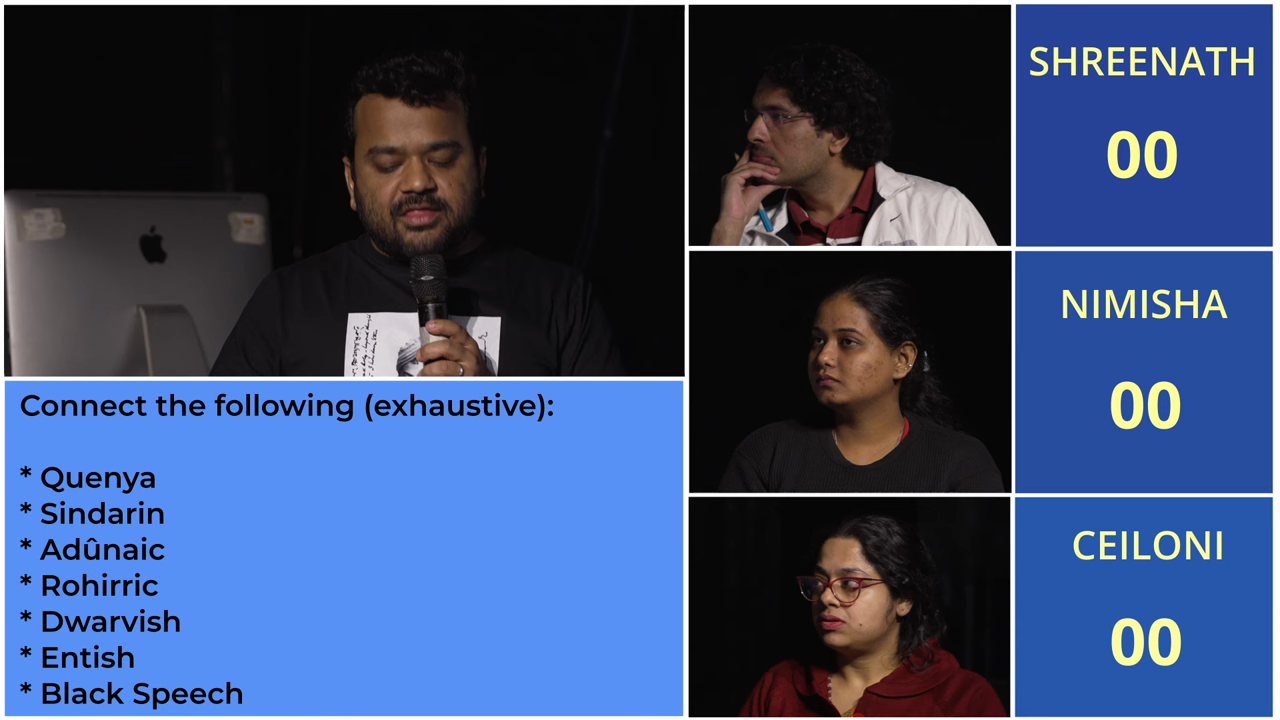 Connect the following (exhaustive):
* Quenya
* Sindarin
* Adûnaic
* Rohirric
* Dwarvish
* Entish
* Black Speech
SHREENATH
00
NIMISHA
00
CEILONI
00